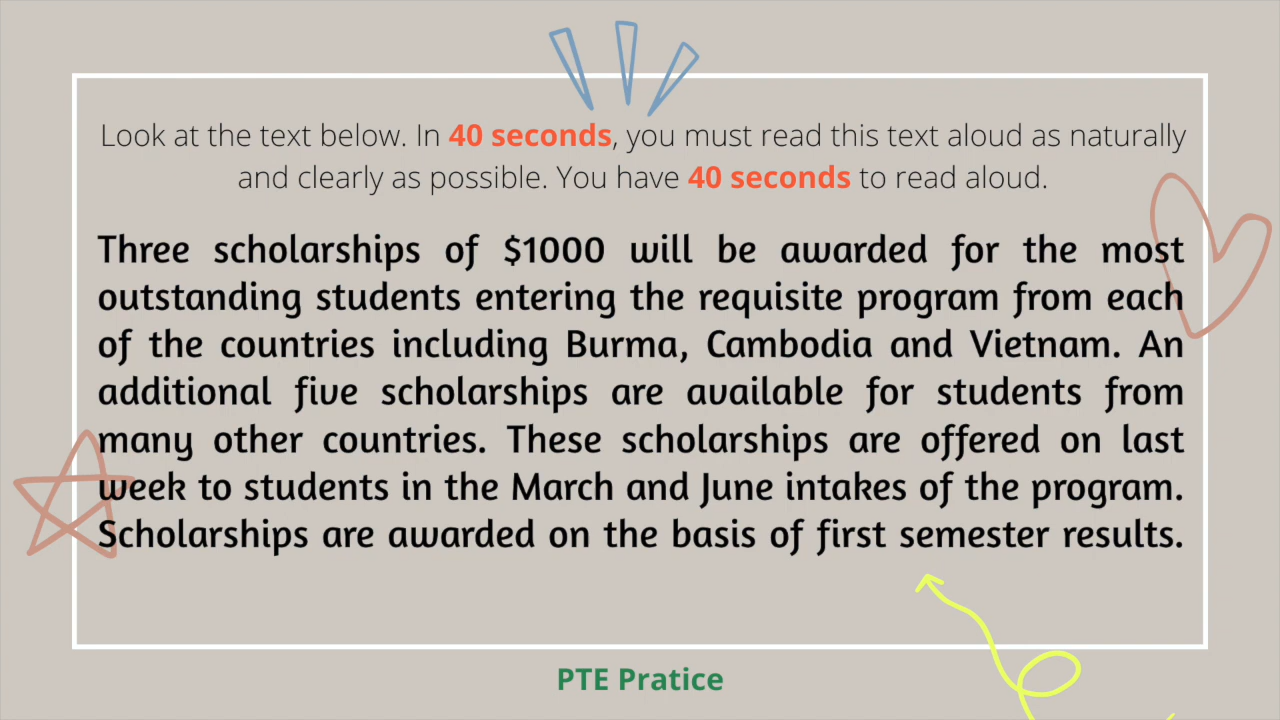 Look at the text below. In 40 seconds, you must read this text aloud as naturally
and clearly as possible. You have 40 seconds to read aloud.
Three scholarships of $1000 will be awarded for the most
outstanding students entering the requisite program from each
of the countries including Burma, Cambodia and Vietnam. An
additional five scholarships are available for students from
many other countries. These scholarships are offered on last
week to students in the March and June intakes of the program.
Scholarships are awarded on the basis of first semester results.
PTE Pratice